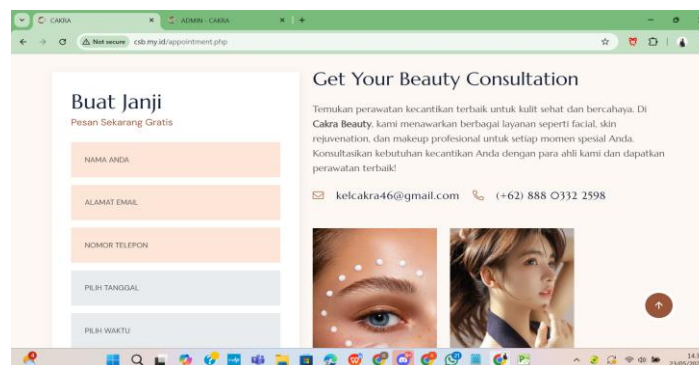 CAKRA
ADMIN - CAKRA
Not secure
csb.my.id/appointment.php
Buat Janji
Pesan Sekarang Gratis
NAMA ANDA
ALAMAT EMAIL
NOMOR TELEPON
PILIH TANGGAL
PILIH WAKTU
Get Your Beauty Consultation
Temukan perawatan kecantikan terbaik untuk kulit sehat dan bercahaya. Di
Cakra Beauty, kami menawarkan berbagai layanan seperti facial, skin
rejuvenation, dan makeup profesional untuk setiap momen spesial Anda.
Konsultasikan kebutuhan kecantikan Anda dengan para ahli kami dan dapatkan
perawatan terbaik!
kelcakra46@gmail.com (+62) 888 0332 2598